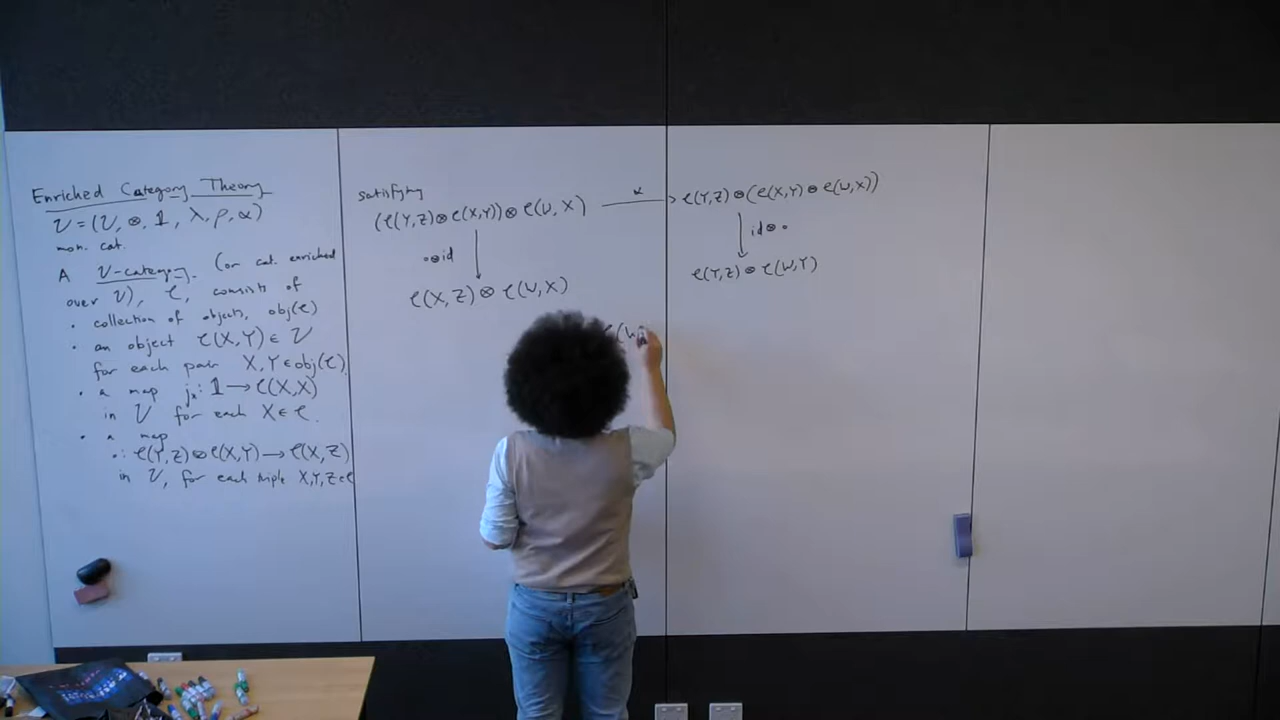 Enriched Category Theory
𝒱 = (𝒱, ⊗, 𝟙, λ, ρ, α)
mon. cat.
A 𝒱-category (or cat. enriched
over 𝒱), 𝒞, consists of
• collection of objects, obj(𝒞)
• an object 𝒞(X,Y) ∈ 𝒱
for each pair X,Y ∈ obj(𝒞)
• a map jₓ: 𝟙 → 𝒞(X,X)
in 𝒱 for each X ∈ 𝒞.
• a map
∘: 𝒞(Y,Z) ⊗ 𝒞(X,Y) → 𝒞(X,Z)
in 𝒱, for each triple X,Y,Z ∈ 𝒞
satisfying
(𝒞(Y,Z) ⊗ 𝒞(X,Y)) ⊗ 𝒞(W,X) α → 𝒞(Y,Z) ⊗ (𝒞(X,Y) ⊗ 𝒞(W,X))
∘⊗id ↓ ↓ id⊗∘
𝒞(X,Z) ⊗ 𝒞(W,X) 𝒞(Y,Z) ⊗ 𝒞(W,Y)